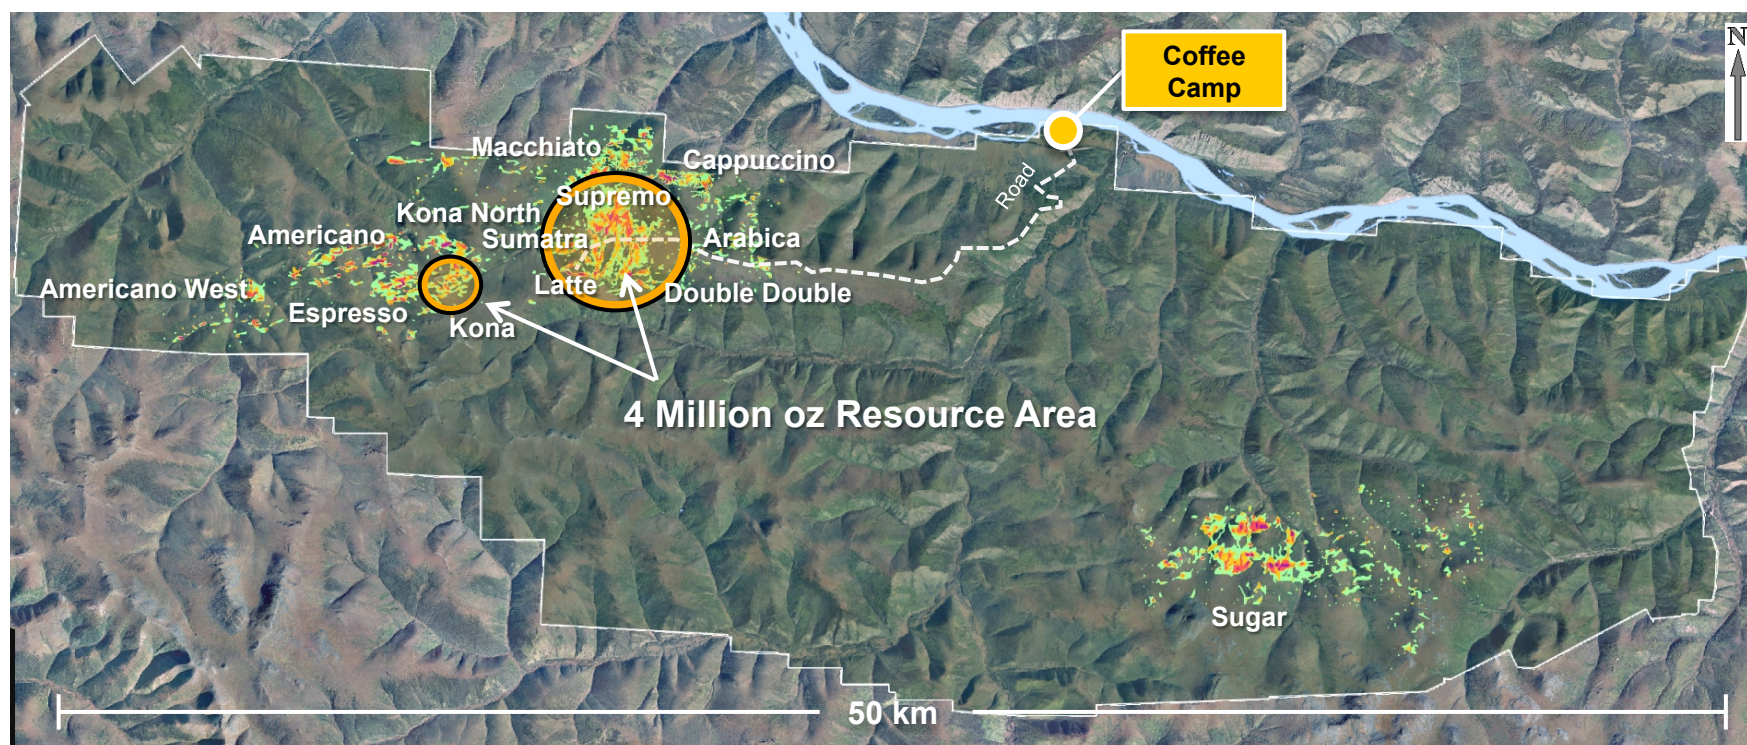 N
Coffee
Camp
Macchiato
Cappuccino
Road
Supremo
Kona North
Americano
Sumatra
Arabica
Americano West
Latte
Double Double
Espresso
Kona
4 Million oz Resource Area
Sugar
50 km